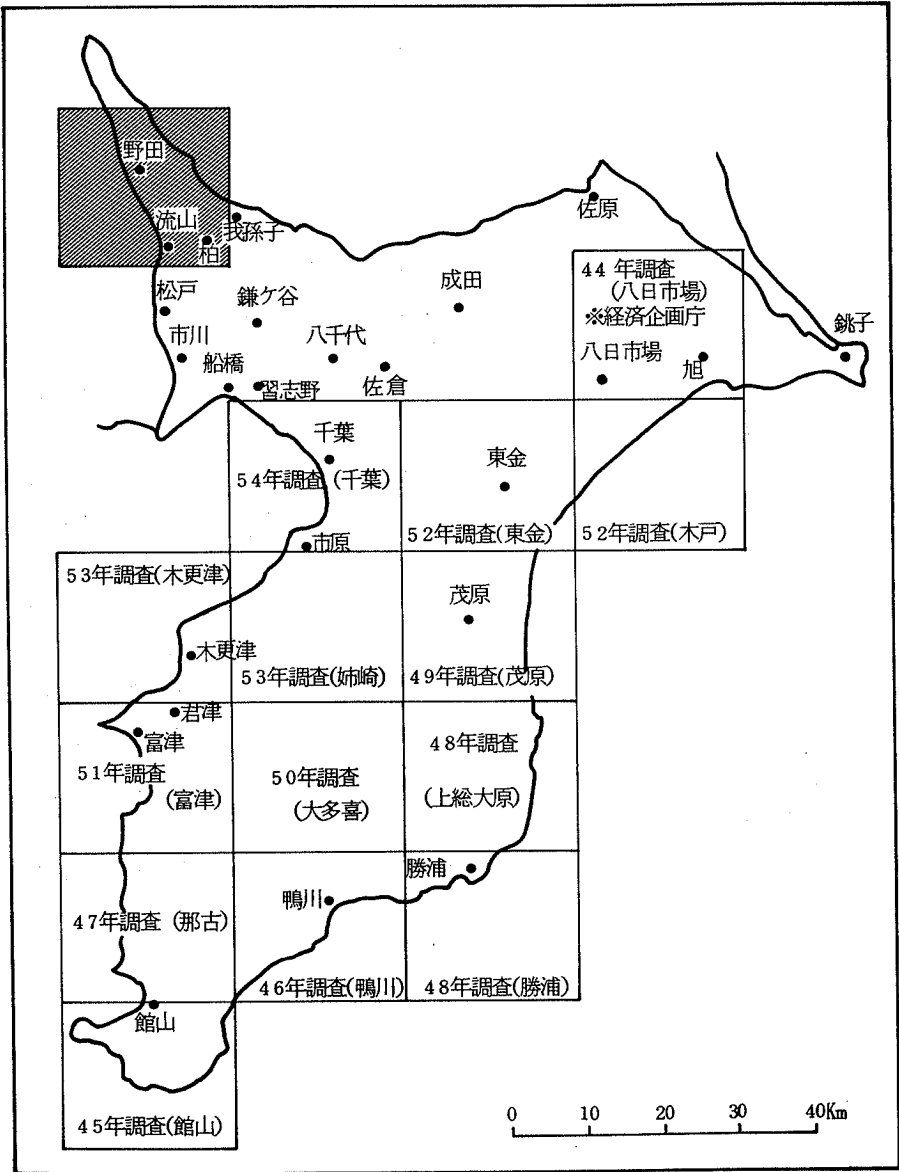 野田
佐原
流山
柏
我孫子
44年調査
(八日市場)
※経済企画庁
成田
松戸
鎌ケ谷
銚子
市川
八千代
八日市場
旭
船橋
習志野
佐倉
千葉
東金
54年調査(千葉)
52年調査(東金)
52年調査(木戸)
市原
53年調査(木更津)
茂原
木更津
53年調査(姉崎)
49年調査(茂原)
君津
富津
48年調査
(上総大原)
51年調査
(富津)
50年調査
(大多喜)
勝浦
鴨川
47年調査(那古)
46年調査(鴨川)
48年調査(勝浦)
館山
45年調査(館山)
0 10 20 30 40Km